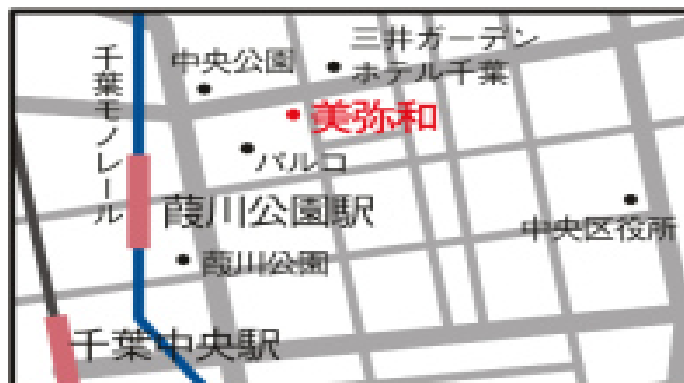 三井ガーデン
ホテル千葉
中央公園
千葉モノレール
美弥和
パルコ
葭川公園駅
中央区役所
葭川公園
千葉中央駅